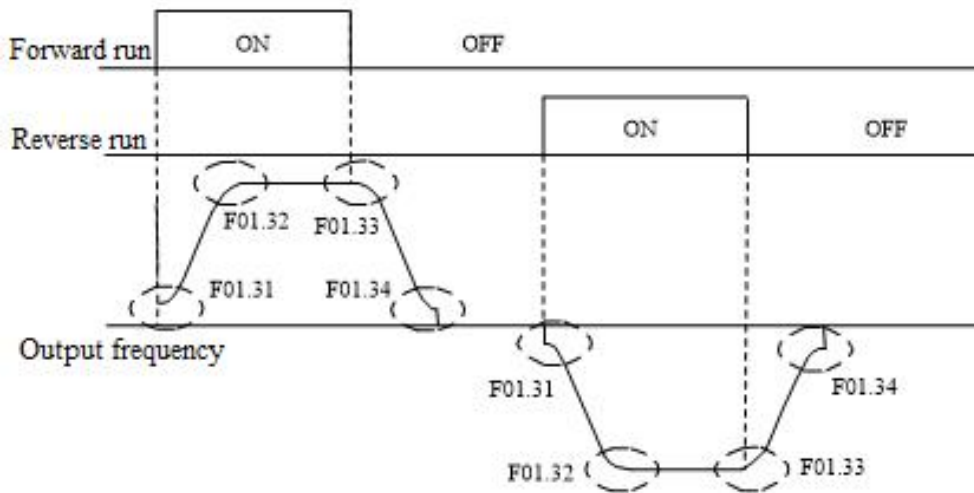 Forward run
ON
OFF
Reverse run
ON
OFF
F01.32
F01.33
F01.31
F01.34
Output frequency
F01.31
F01.34
F01.32
F01.33